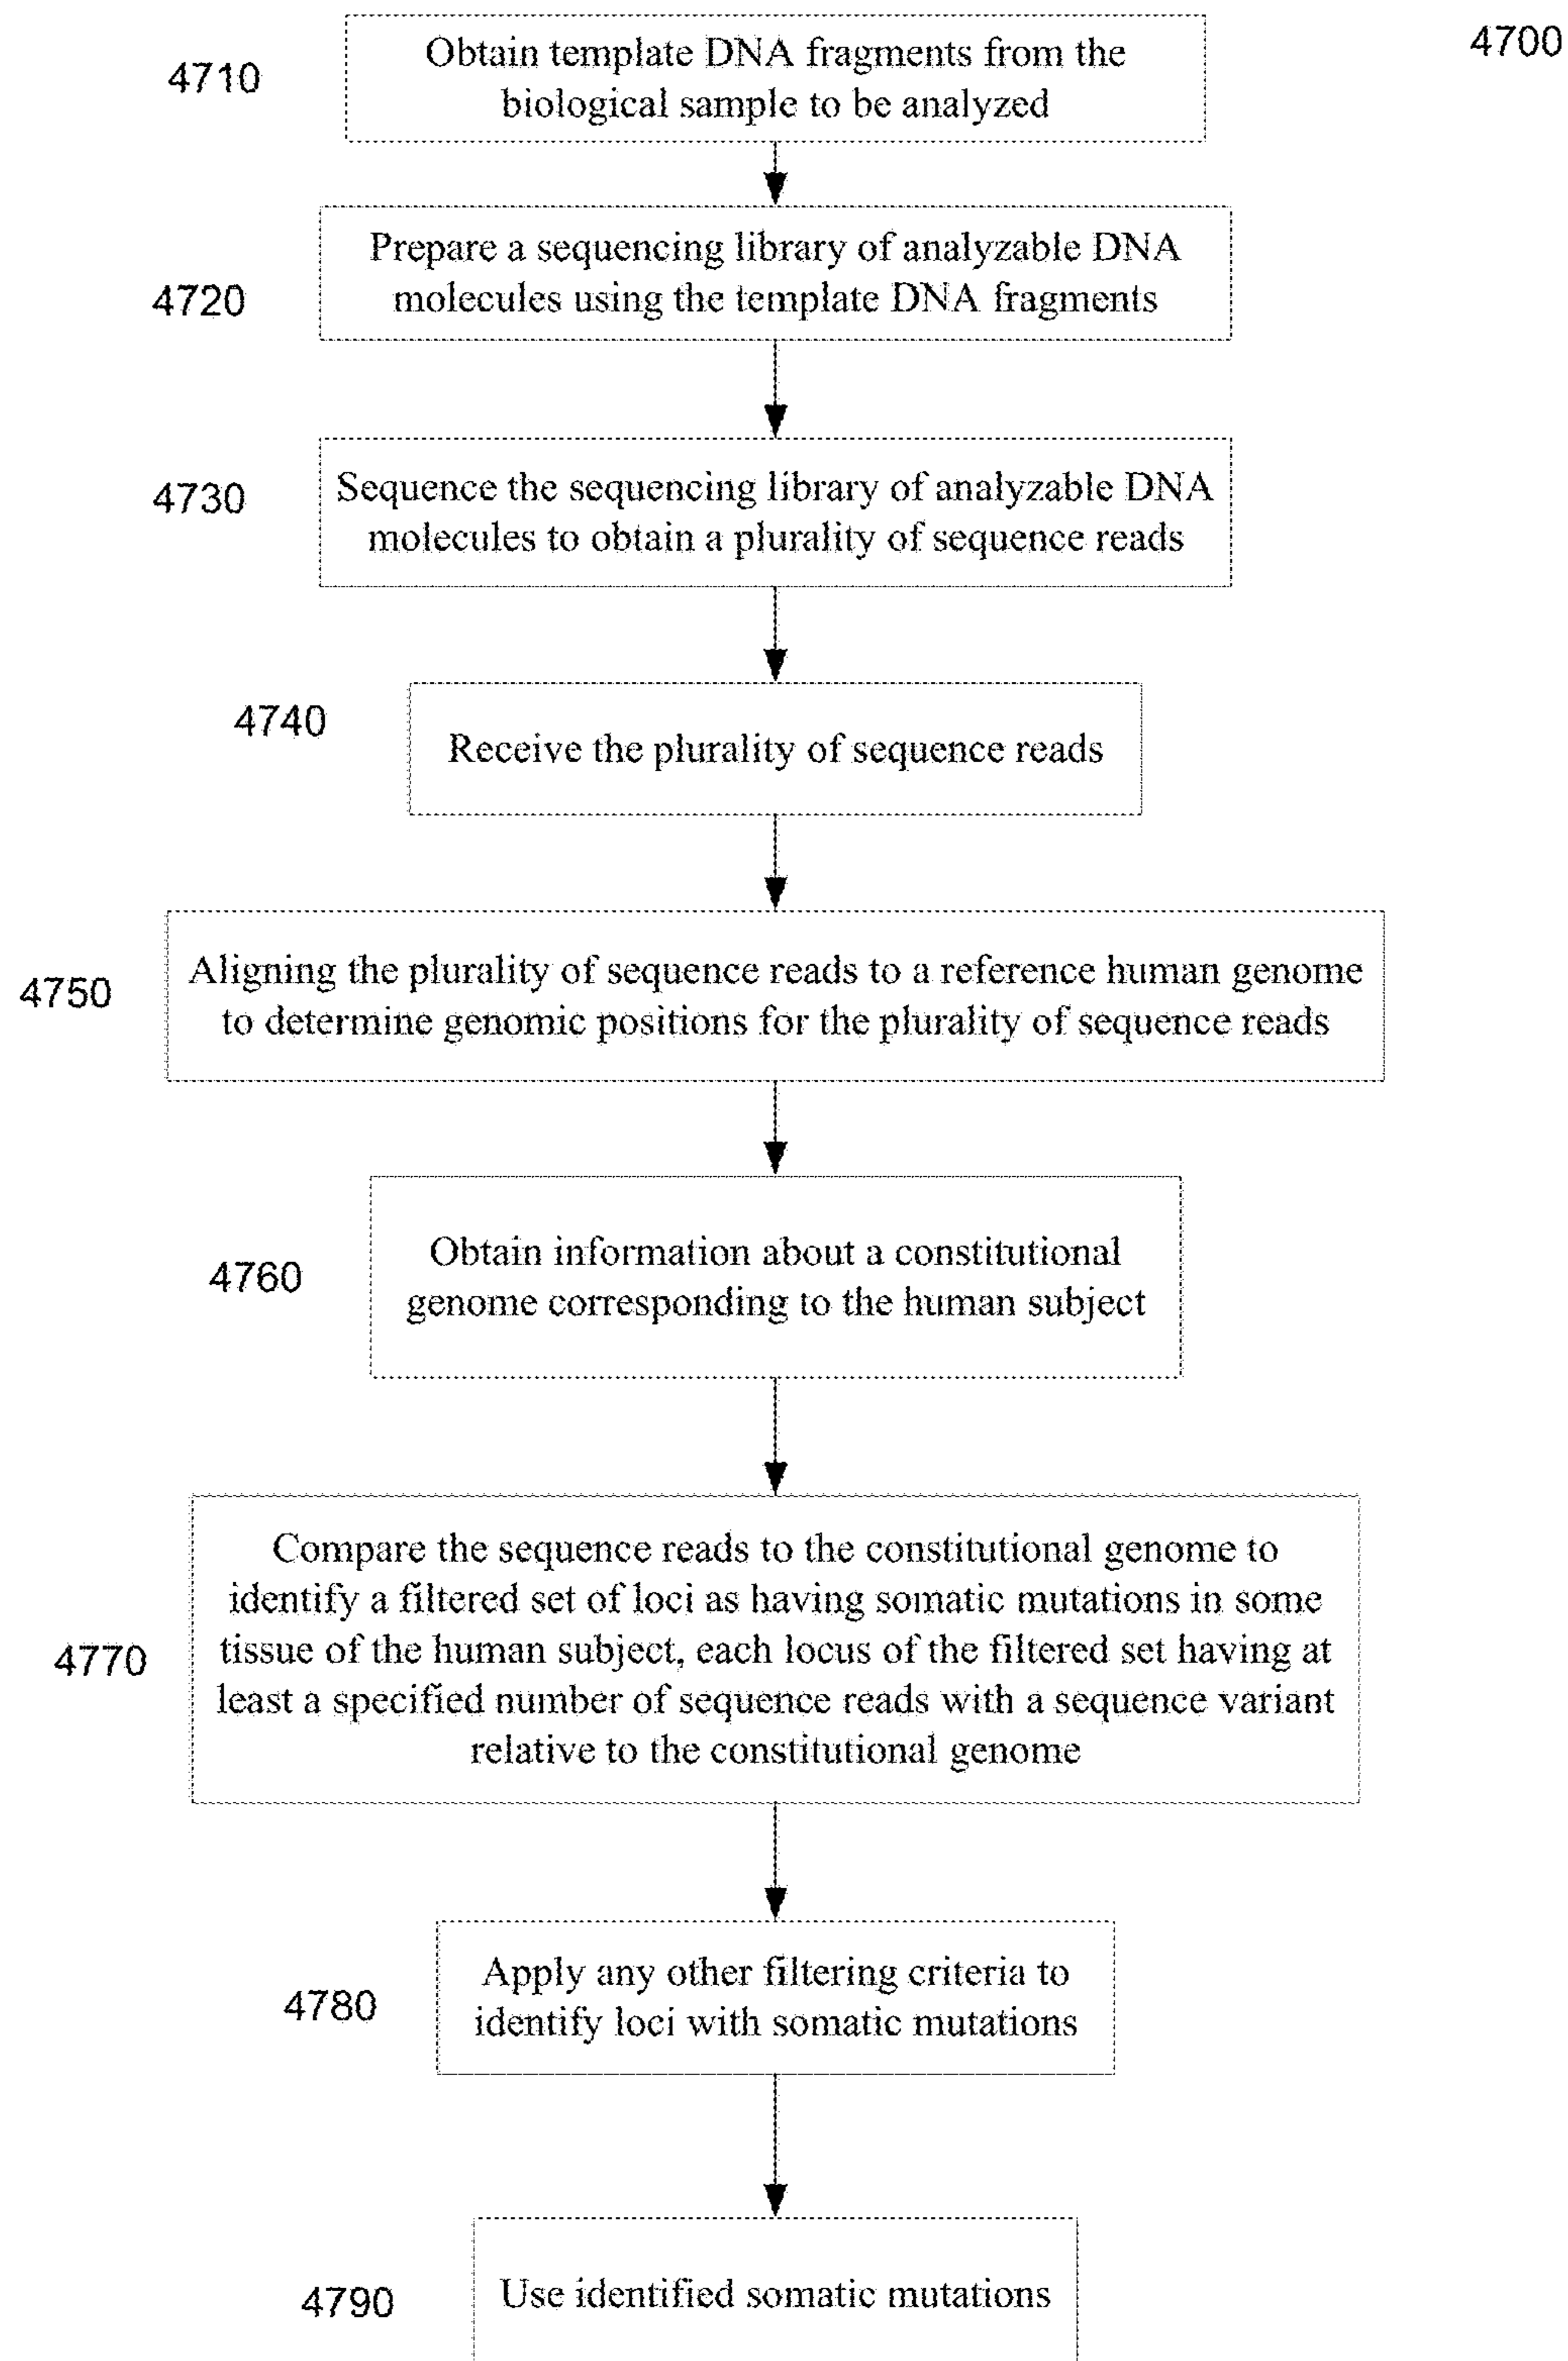 4700
4710
Obtain template DNA fragments from the
biological sample to be analyzed
4720
Prepare a sequencing library of analyzable DNA
molecules using the template DNA fragments
4730
Sequence the sequencing library of analyzable DNA
molecules to obtain a plurality of sequence reads
4740
Receive the plurality of sequence reads
4750
Aligning the plurality of sequence reads to a reference human genome
to determine genomic positions for the plurality of sequence reads
4760
Obtain information about a constitutional
genome corresponding to the human subject
4770
Compare the sequence reads to the constitutional genome to
identify a filtered set of loci as having somatic mutations in some
tissue of the human subject, each locus of the filtered set having at
least a specified number of sequence reads with a sequence variant
relative to the constitutional genome
4780
Apply any other filtering criteria to
identify loci with somatic mutations
4790
Use identified somatic mutations